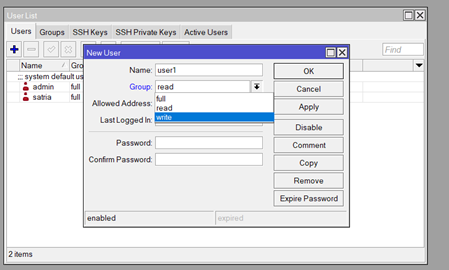 User List
Users Groups SSH Keys SSH Private Keys Active Users
Find
Name Gro
;;; system default us
admin full
satria full
2 items
New User
Name: user1
Group: read
full
read
write
Allowed Address:
Last Logged In:
Password:
Confirm Password:
OK
Cancel
Apply
Disable
Comment
Copy
Remove
Expire Password
enabled expired